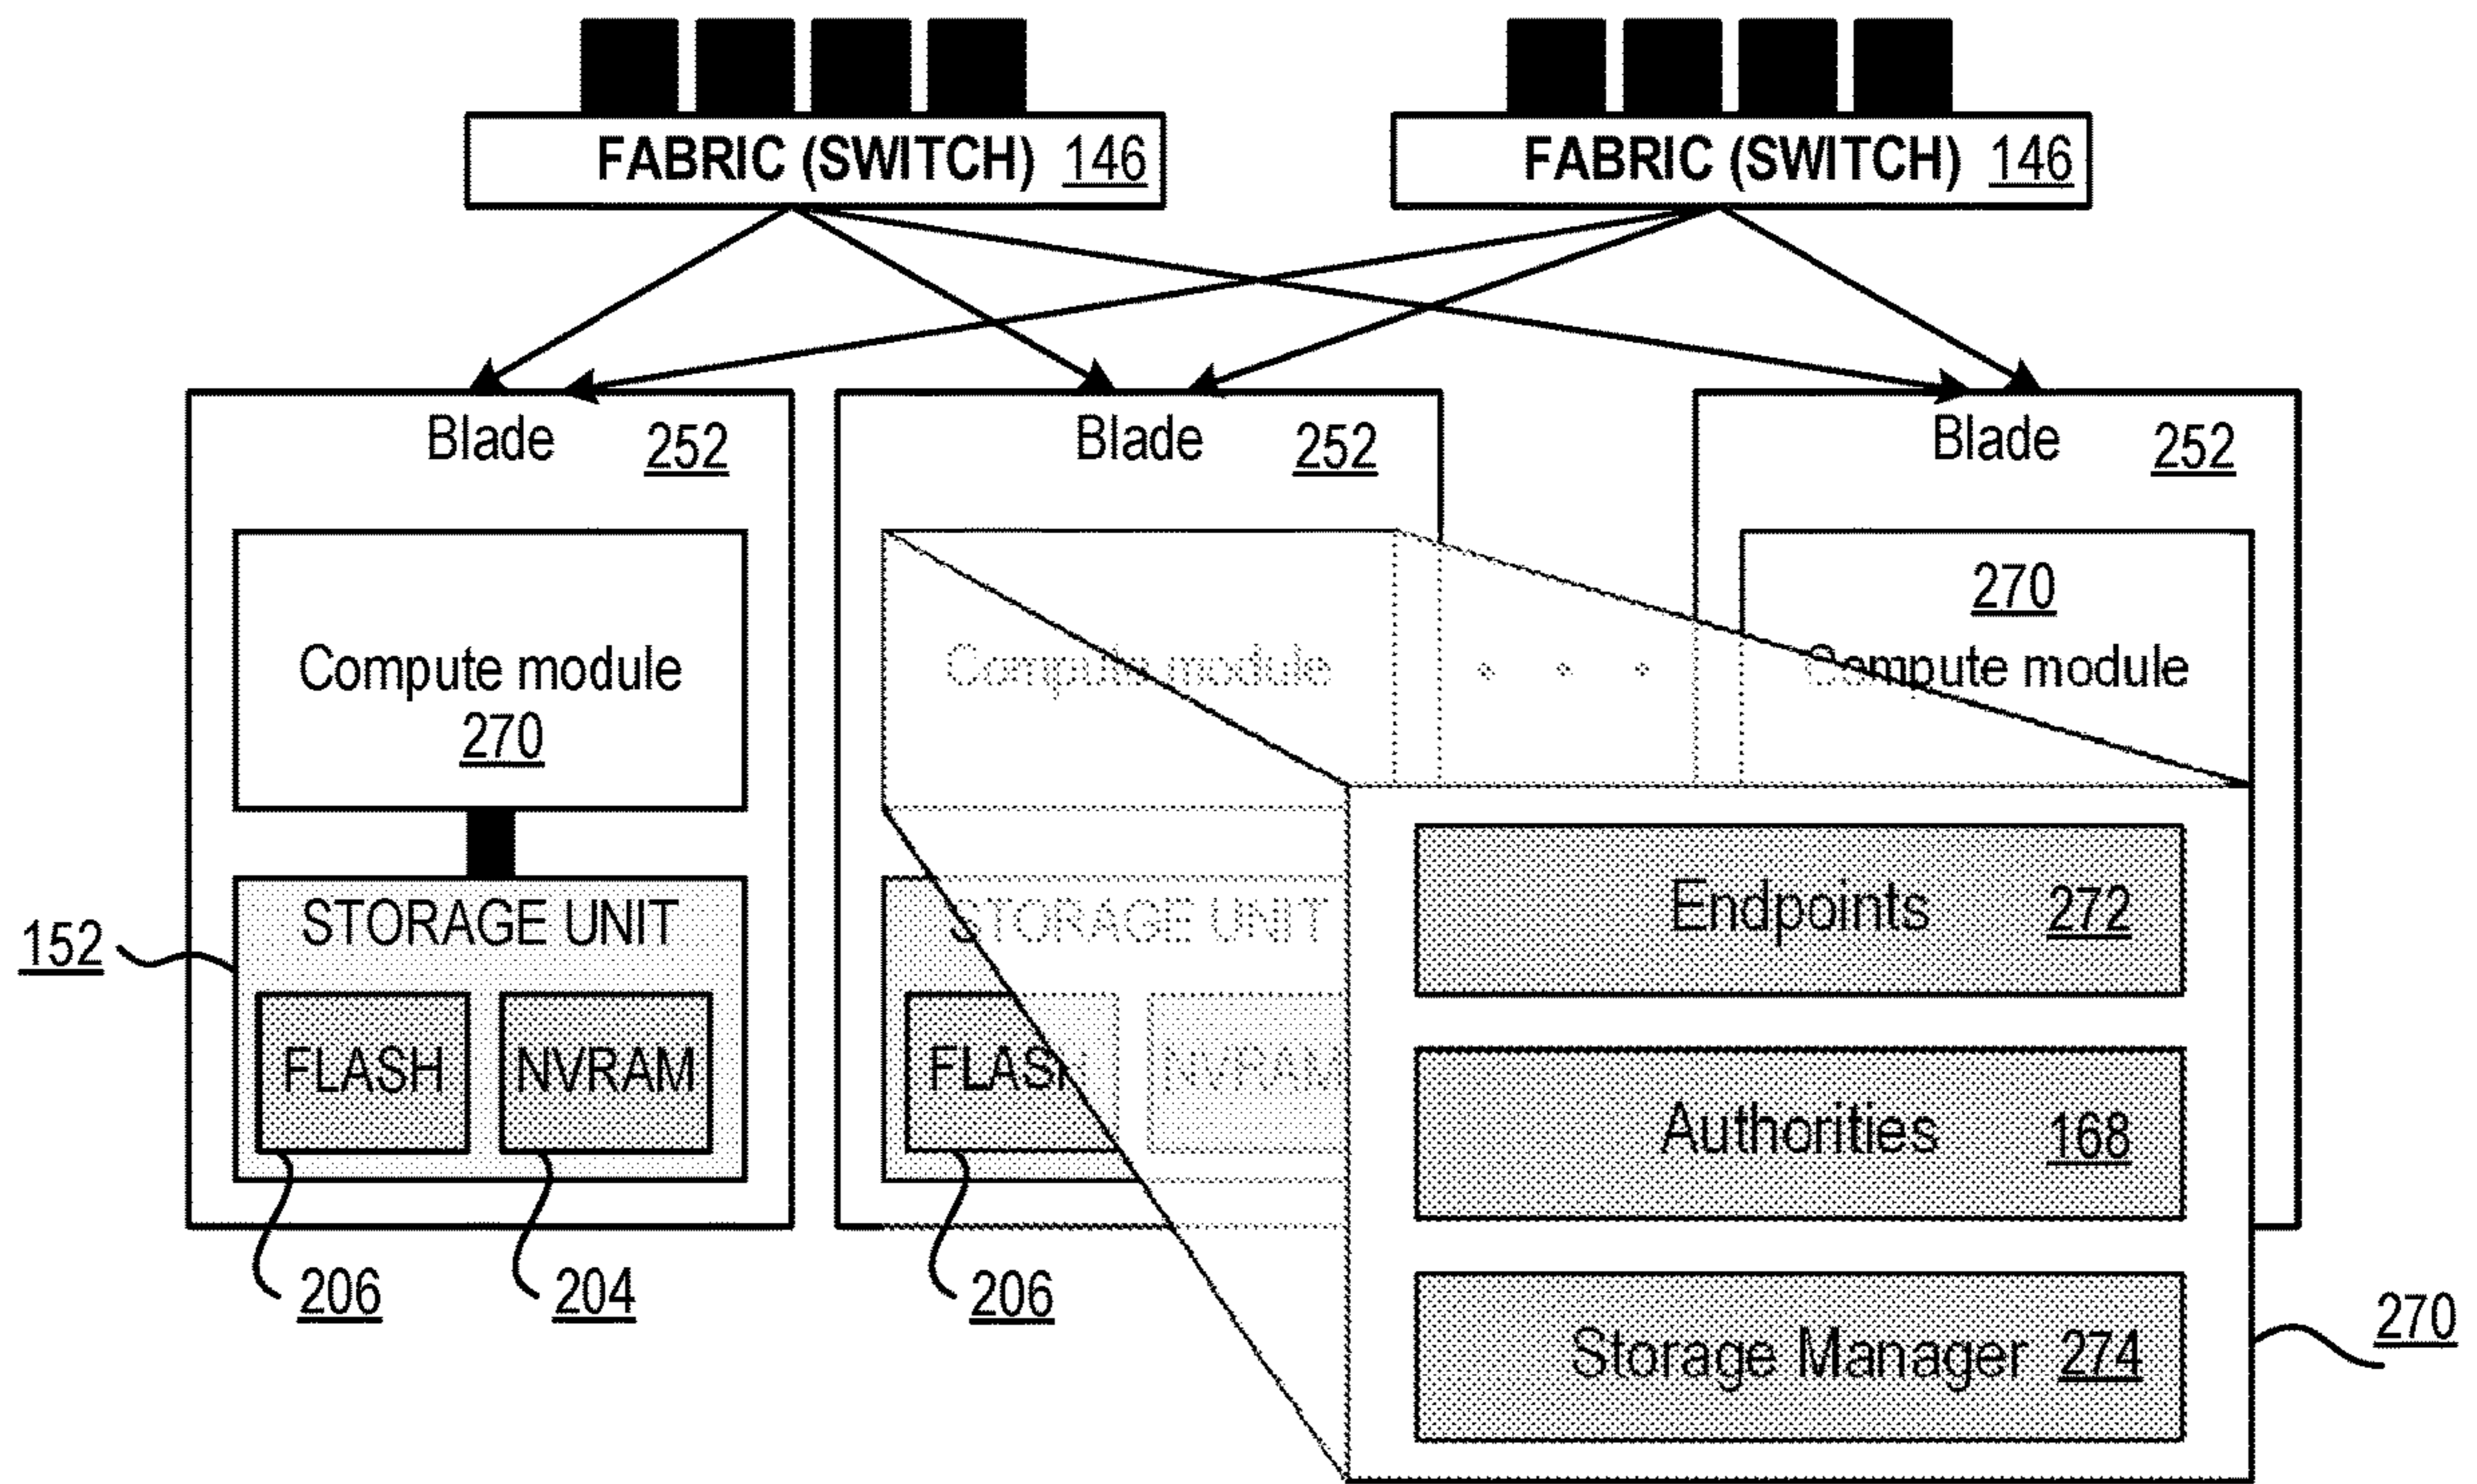 FABRIC (SWITCH) 146
FABRIC (SWITCH) 146
Blade 252
Blade 252
Blade 252
270
Compute module
270
Compute module
Compute module
STORAGE UNIT
152
FLASH
NVRAM
206
204
STORAGE UNIT
FLASH
NVRAM
206
Endpoints 272
Authorities 168
Storage Manager 274
270